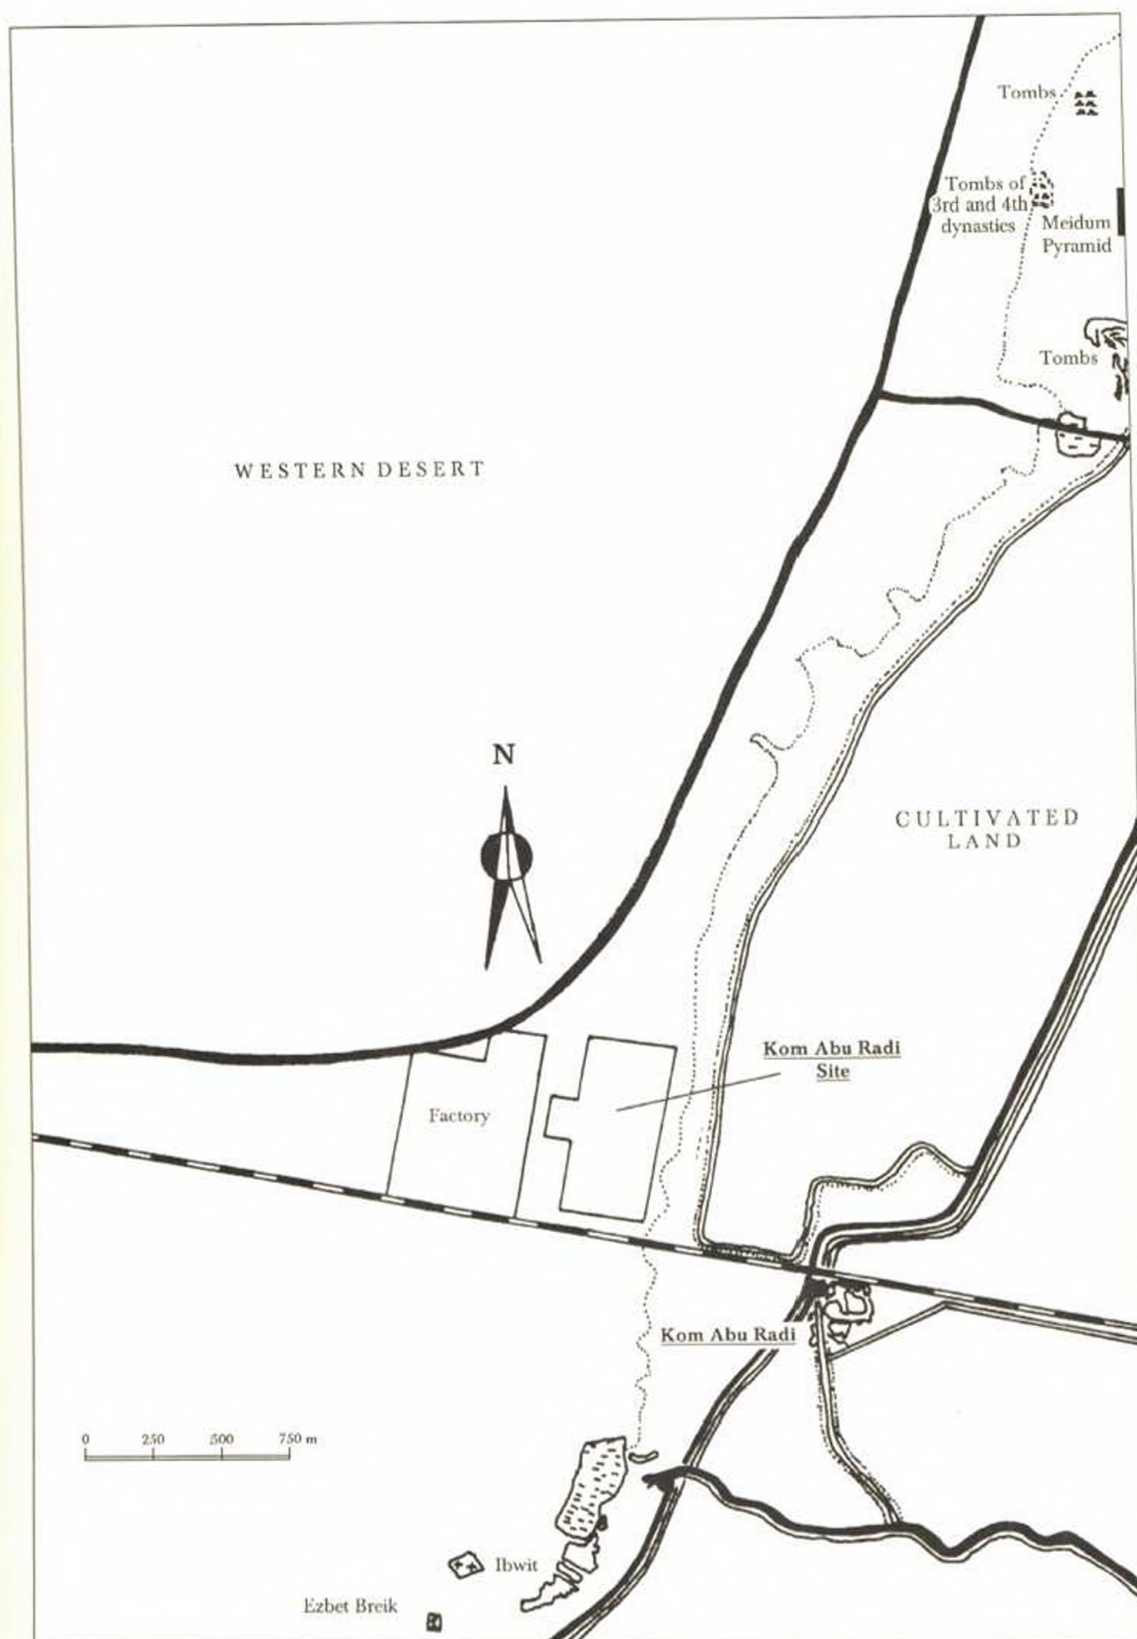 Tombs
Tombs of
3rd and 4th
dynastics
Meidum
Pyramid
Tombs
WESTERN DESERT
N
CULTIVATED
LAND
Kom Abu Radi
Site
Factory
Kom Abu Radi
0 250 500 750 m
Ibwit
Ezbet Breik